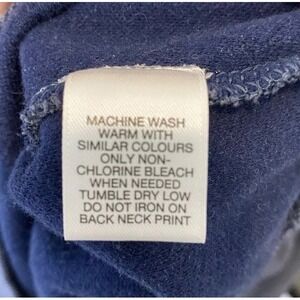 MACHINE WASH
WARM WITH
SIMILAR COLOURS
ONLY NON-
CHLORINE BLEACH
WHEN NEEDED
TUMBLE DRY LOW
DO NOT IRON ON
BACK NECK PRINT